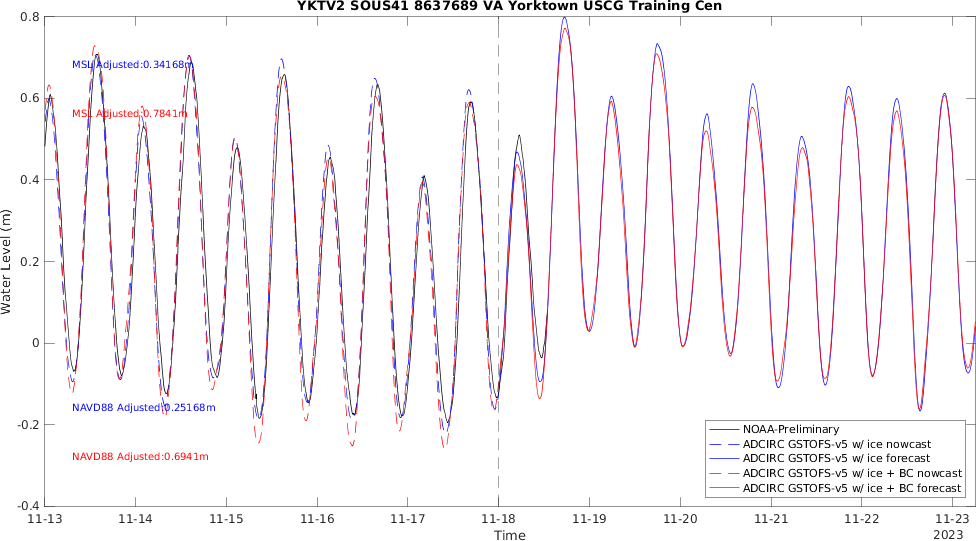 YKTV2 SOUS41 8637689 VA Yorktown USCG Training Cen
0.8
0.6
0.4
0.2
0
-0.2
-0.4
Water Level (m)
MSL Adjusted:0.34168m
MSL Adjusted:0.7841m
NAVD88 Adjusted:0.25168m
NAVD88 Adjusted:0.6941m
NOAA-Preliminary
ADCIRC GSTOFS-v5 w/ ice nowcast
ADCIRC GSTOFS-v5 w/ ice forecast
ADCIRC GSTOFS-v5 w/ ice + BC nowcast
ADCIRC GSTOFS-v5 w/ ice + BC forecast
11-13 11-14 11-15 11-16 11-17 11-18 11-19 11-20 11-21 11-22 11-23
Time
2023